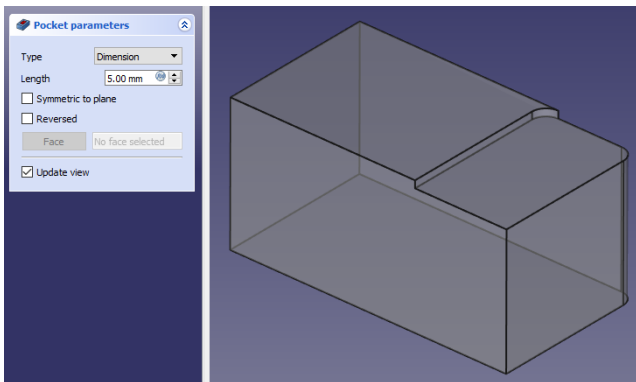 Pocket parameters
Type Dimension
Length 5.00 mm
Symmetric to plane
Reversed
Face No face selected
Update view